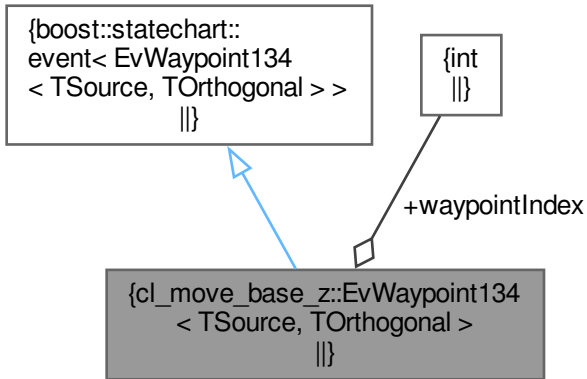 {boost::statechart::
event< EvWaypoint134
< TSource, TOrthogonal > >
||}
{int
||}
+waypointIndex
{cl_move_base_z::EvWaypoint134
< TSource, TOrthogonal >
||}